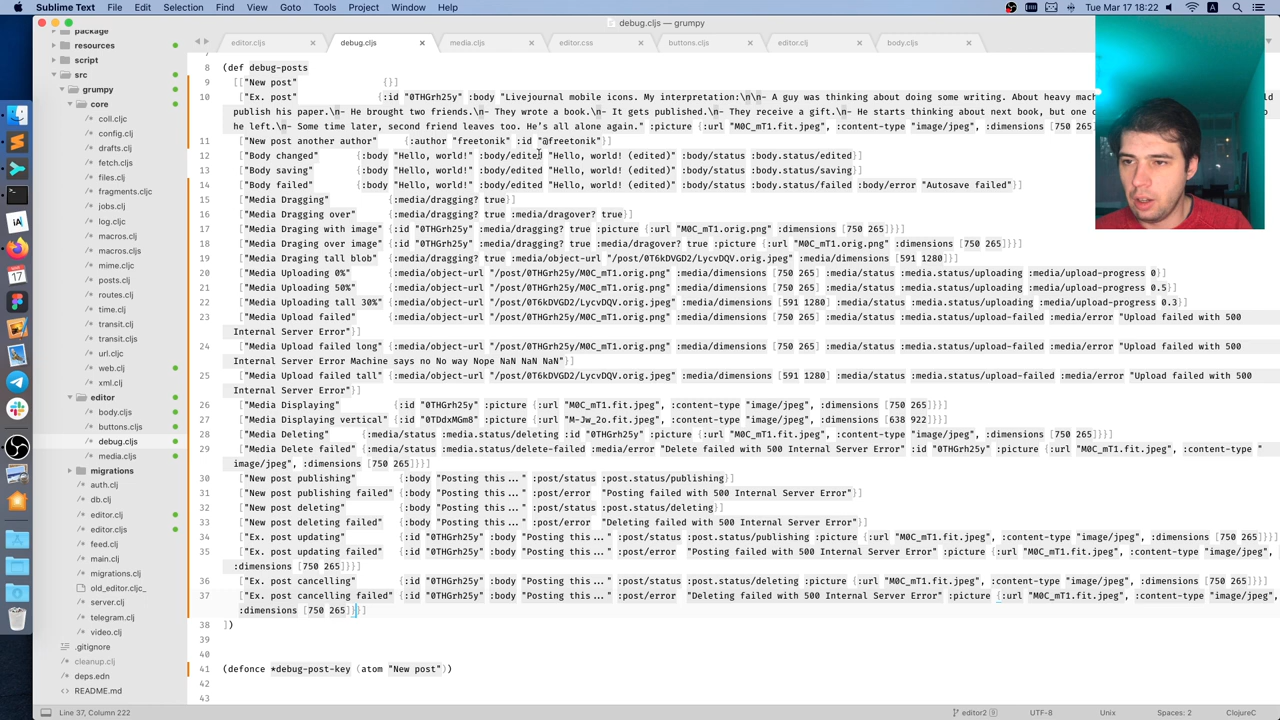 Sublime Text File Edit Selection Find View Goto Tools Project Window Help
Tue Mar 17 18:22
debug.cljs — grumpy
editor.cljs debug.cljs media.cljs editor.css buttons.cljs editor.clj body.cljs
package
resources
script
src
grumpy
core
coll.cljc
config.clj
drafts.clj
fetch.cljs
files.clj
fragments.cljc
jobs.clj
log.cljc
macros.clj
macros.cljs
mime.cljc
posts.clj
routes.clj
time.clj
transit.clj
transit.cljs
url.cljc
web.clj
xml.clj
editor
body.cljs
buttons.cljs
debug.cljs
media.cljs
migrations
auth.clj
db.clj
editor.clj
editor.cljs
feed.clj
main.clj
migrations.clj
old_editor.clj_
server.clj
telegram.clj
video.clj
.gitignore
cleanup.clj
deps.edn
README.md
8 (def debug-posts
9 [["New post" {}]
10 ["Ex. post" {:id "0THGrh25y" :body "Livejournal mobile icons. My interpretation:\n\n- A guy was thinking about doing some writing. About heavy
publish his paper.\n- He brought two friends.\n- They wrote a book.\n- It gets published.\n- They receive a gift.\n- He starts thinking about next book, but one
he left.\n- Some time later, second friend leaves too. He's all alone again." :picture {:url "M0C_mT1.fit.jpeg", :content-type "image/jpeg", :dimensions [750
11 ["New post another author" {:author "freetonik" :id "@freetonik"}]
12 ["Body changed" {:body "Hello, world!" :body/edited "Hello, world! (edited)" :body/status :body.status/edited}]
13 ["Body saving" {:body "Hello, world!" :body/edited "Hello, world! (edited)" :body/status :body.status/saving}]
14 ["Body failed" {:body "Hello, world!" :body/edited "Hello, world! (edited)" :body/status :body.status/failed :body/error "Autosave failed"}]
15 ["Media Dragging" {:media/dragging? true}]
16 ["Media Dragging over" {:media/dragging? true :media/dragover? true}]
17 ["Media Draging with image" {:id "0THGrh25y" :media/dragging? true :picture {:url "M0C_mT1.orig.png" :dimensions [750 265]}}]
18 ["Media Draging over image" {:id "0THGrh25y" :media/dragging? true :media/dragover? true :picture {:url "M0C_mT1.orig.png" :dimensions [750 265]}}]
19 ["Media Draging tall blob" {:media/dragging? true :media/object-url "/post/0T6kDVGD2/LycvDQV.orig.jpeg" :media/dimensions [591 1280]}]
20 ["Media Uploading 0%" {:media/object-url "/post/0THGrh25y/M0C_mT1.orig.png" :media/dimensions [750 265] :media/status :media.status/uploading :media/upload-progress 0}]
21 ["Media Uploading 50%" {:media/object-url "/post/0THGrh25y/M0C_mT1.orig.png" :media/dimensions [750 265] :media/status :media.status/uploading :media/upload-progress 0.5}]
22 ["Media Uploading tall 30%" {:media/object-url "/post/0T6kDVGD2/LycvDQV.orig.jpeg" :media/dimensions [591 1280] :media/status :media.status/uploading :media/upload-progress 0.3}]
23 ["Media Upload failed" {:media/object-url "/post/0THGrh25y/M0C_mT1.orig.png" :media/dimensions [750 265] :media/status :media.status/upload-failed :media/error "Upload failed with 500
Internal Server Error"}]
24 ["Media Upload failed long" {:media/object-url "/post/0THGrh25y/M0C_mT1.orig.png" :media/dimensions [750 265] :media/status :media.status/upload-failed :media/error "Upload failed with 500
Internal Server Error Machine says no No way Nope NaN NaN NaN"}]
25 ["Media Upload failed tall" {:media/object-url "/post/0T6kDVGD2/LycvDQV.orig.jpeg" :media/dimensions [591 1280] :media/status :media.status/upload-failed :media/error "Upload failed with 500
Internal Server Error"}]
26 ["Media Displaying" {:id "0THGrh25y" :picture {:url "M0C_mT1.fit.jpeg", :content-type "image/jpeg", :dimensions [750 265]}}]
27 ["Media Displaying vertical" {:id "0TDdxMGm8" :picture {:url "M-Jw_2o.fit.jpeg", :content-type "image/jpeg", :dimensions [638 922]}}]
28 ["Media Deleting" {:media/status :media.status/deleting :id "0THGrh25y" :picture {:url "M0C_mT1.fit.jpeg", :content-type "image/jpeg", :dimensions [750 265]}}]
29 ["Media Delete failed" {:media/status :media.status/delete-failed :media/error "Delete failed with 500 Internal Server Error" :id "0THGrh25y" :picture {:url "M0C_mT1.fit.jpeg", :content-type "
image/jpeg", :dimensions [750 265]}}]
30 ["New post publishing" {:body "Posting this..." :post/status :post.status/publishing}]
31 ["New post publishing failed" {:body "Posting this..." :post/error "Posting failed with 500 Internal Server Error"}]
32 ["New post deleting" {:body "Posting this..." :post/status :post.status/deleting}]
33 ["New post deleting failed" {:body "Posting this..." :post/error "Deleting failed with 500 Internal Server Error"}]
34 ["Ex. post updating" {:id "0THGrh25y" :body "Posting this..." :post/status :post.status/publishing :picture {:url "M0C_mT1.fit.jpeg", :content-type "image/jpeg", :dimensions [750 265]}}]
35 ["Ex. post updating failed" {:id "0THGrh25y" :body "Posting this..." :post/error "Posting failed with 500 Internal Server Error" :picture {:url "M0C_mT1.fit.jpeg", :content-type "image/jpeg",
:dimensions [750 265]}}]
36 ["Ex. post cancelling" {:id "0THGrh25y" :body "Posting this..." :post/status :post.status/deleting :picture {:url "M0C_mT1.fit.jpeg", :content-type "image/jpeg", :dimensions [750 265]}}]
37 ["Ex. post cancelling failed" {:id "0THGrh25y" :body "Posting this..." :post/error "Deleting failed with 500 Internal Server Error" :picture {:url "M0C_mT1.fit.jpeg", :content-type "image/jpeg",
:dimensions [750 265]}}]
38 ])
39
40
41 (defonce *debug-post-key (atom "New post"))
42
43
Line 37, Column 222 editor2 9 UTF-8 Unix Spaces: 2 ClojureC